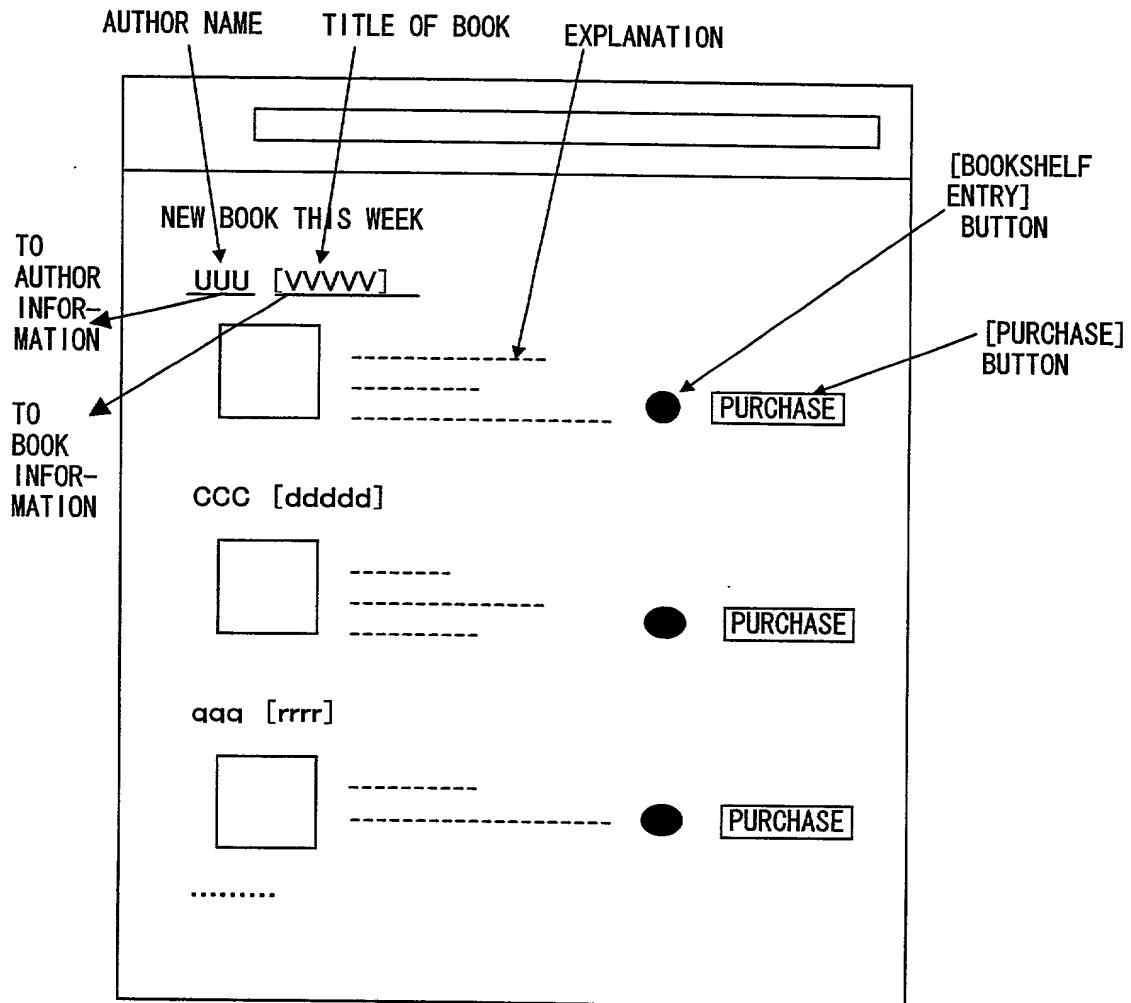 AUTHOR NAME
TITLE OF BOOK
EXPLANATION
[BOOKSHELF
ENTRY]
BUTTON
NEW BOOK THIS WEEK
TO
AUTHOR
INFOR-
MATION
UUU [VVVVV]
[PURCHASE]
BUTTON
PURCHASE
TO
BOOK
INFOR-
MATION
CCC [ddddd]
PURCHASE
qqq [rrrr]
PURCHASE